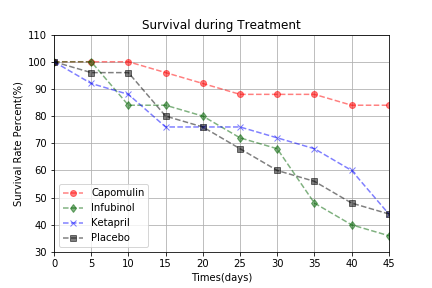 Survival during Treatment
110
100
90
80
70
60
50
40
30
Survival Rate Percent(%)
Capomulin
Infubinol
Ketapril
Placebo
0 5 10 15 20 25 30 35 40 45
Times(days)